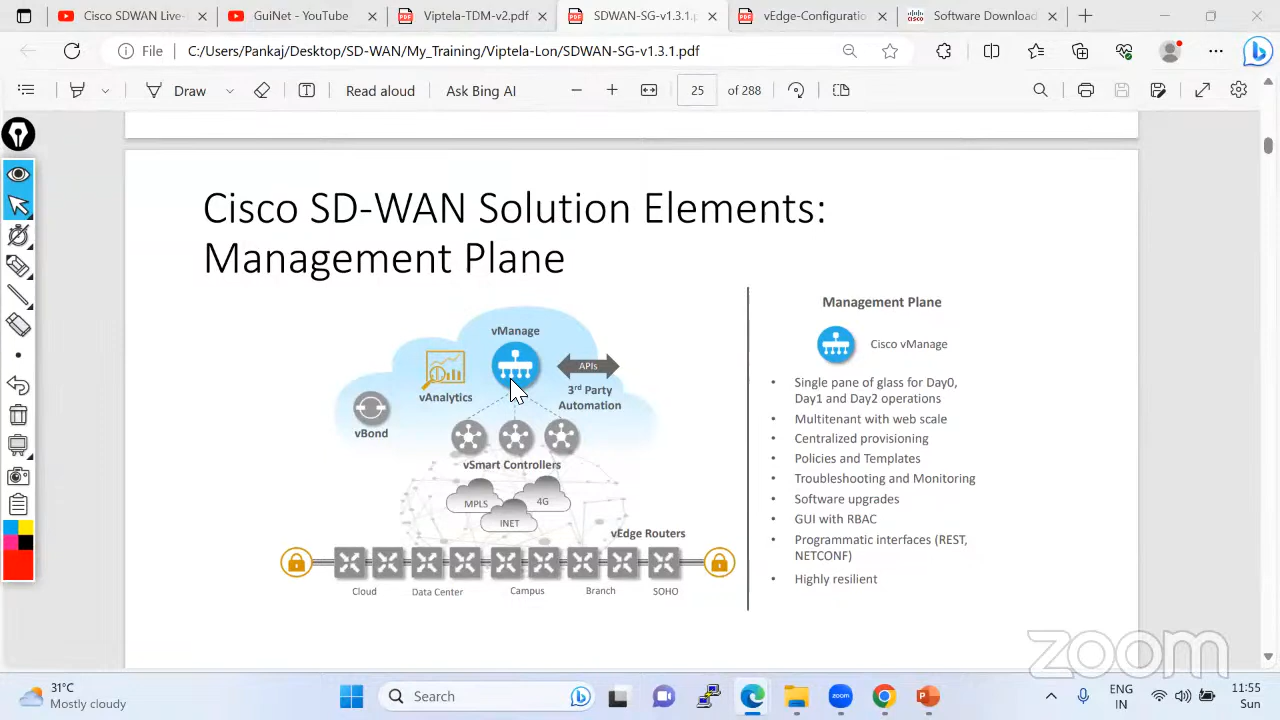 Cisco SDWAN Live-
GuiNet - YouTube
Viptela-TDM-v2.pdf
SDWAN-SG-v1.3.1.p
vEdge-Configuratio
Software Download
File
C:/Users/Pankaj/Desktop/SD-WAN/My_Training/Viptela-Lon/SDWAN-SG-v1.3.1.pdf
Draw
Read aloud
Ask Bing AI
25
of 288
Cisco SD-WAN Solution Elements:
Management Plane
vManage
vAnalytics
APIs
3rd Party
Automation
vBond
vSmart Controllers
MPLS
4G
INET
vEdge Routers
Cloud
Data Center
Campus
Branch
SOHO
Management Plane
Cisco vManage
• Single pane of glass for Day0,
Day1 and Day2 operations
• Multitenant with web scale
• Centralized provisioning
• Policies and Templates
• Troubleshooting and Monitoring
• Software upgrades
• GUI with RBAC
• Programmatic interfaces (REST,
NETCONF)
• Highly resilient
zoom
31°C
Mostly cloudy
Search
zoom
ENG
IN
11:55
Sun